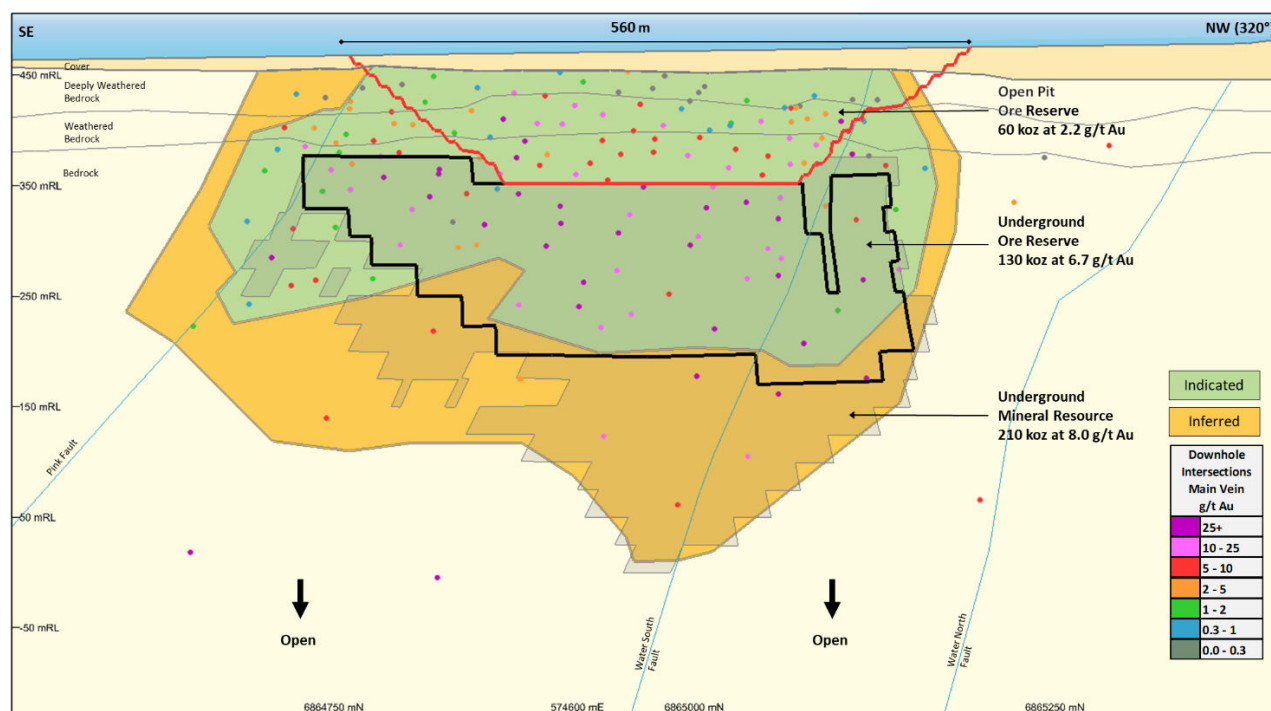 SE
560 m
NW (320°
450 mRL
Cover
Deeply Weathered
Bedrock
Weathered
Bedrock
Bedrock
350 mRL
250 mRL
150 mRL
50 mRL
-50 mRL
Open Pit
Ore Reserve
60 koz at 2.2 g/t Au
Underground
Ore Reserve
130 koz at 6.7 g/t Au
Underground
Mineral Resource
210 koz at 8.0 g/t Au
Indicated
Inferred
Downhole
Intersections
Main Vein
g/t Au
25+
10 - 25
5 - 10
2 - 5
1 - 2
0.3 - 1
0.0 - 0.3
Pink Fault
Open
Water South
Fault
Open
Water North
Fault
6864750 mN
574600 mE
6865000 mN
6865250 mN